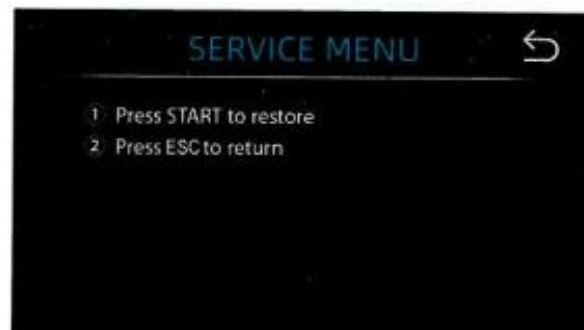 SERVICE MENU
1 Press START to restore
2 Press ESC to return